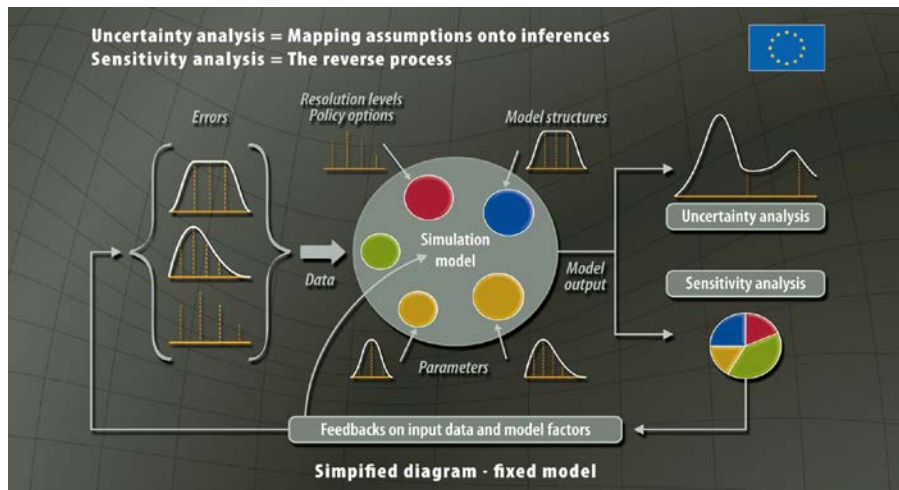 Uncertainty analysis = Mapping assumptions onto inferences
Sensitivity analysis = The reverse process
Errors
Resolution levels
Policy options
Model structures
Simulation
model
Data
Model
output
Uncertainty analysis
Sensitivity analysis
Parameters
Feedbacks on input data and model factors
Simpified diagram - fixed model